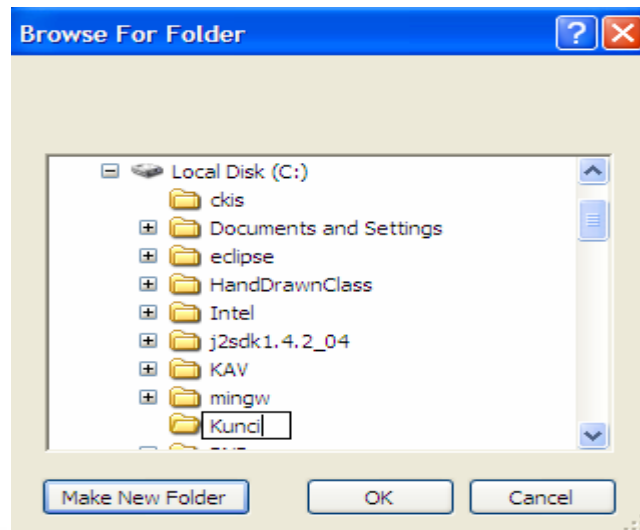 Browse For Folder
Local Disk (C:)
ckis
Documents and Settings
eclipse
HandDrawnClass
Intel
j2sdk1.4.2_04
KAV
mingw
Kunci
Make New Folder OK Cancel